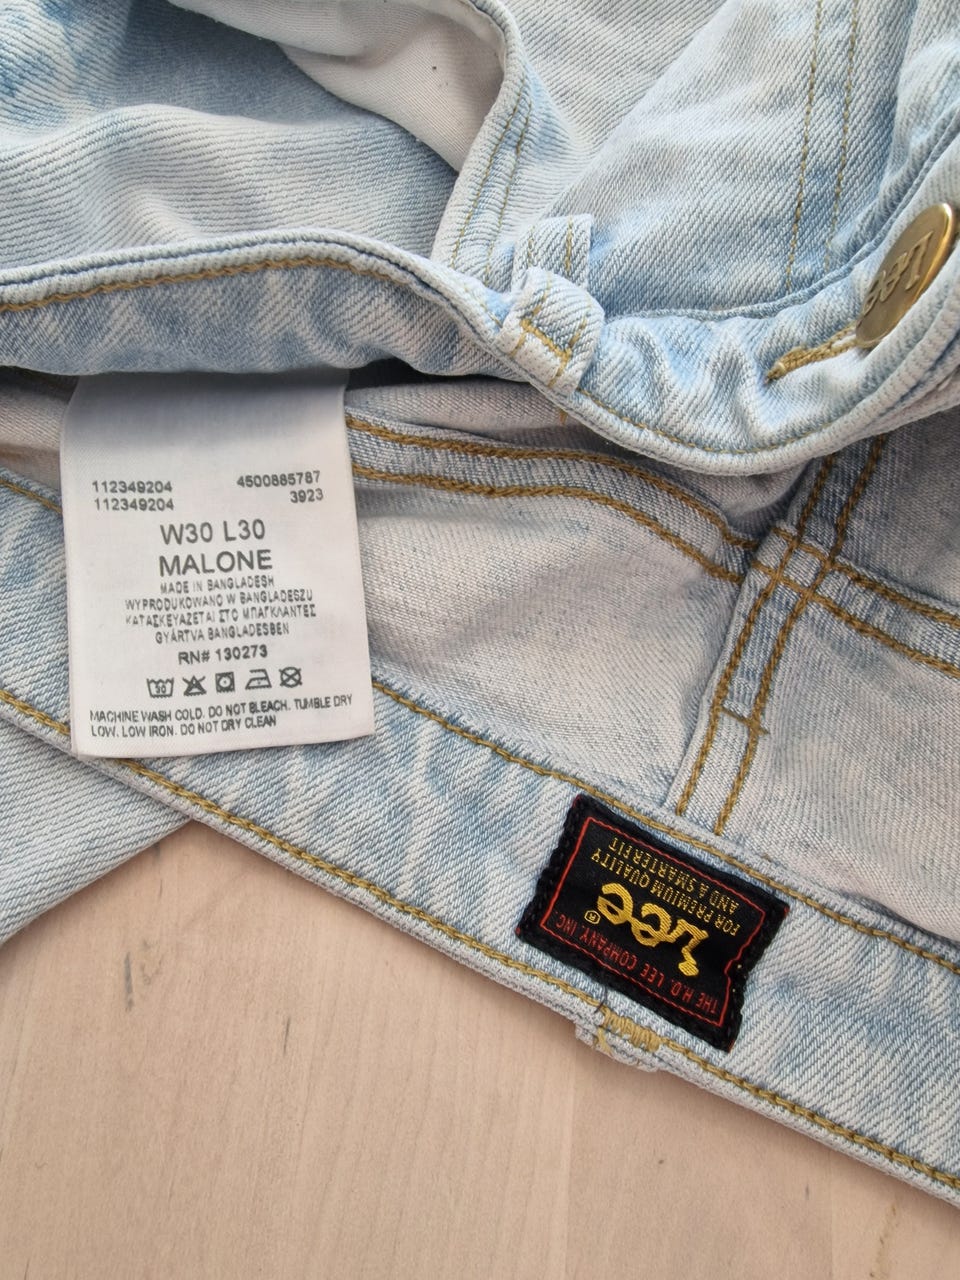 Lee
112349204 4500885787
112349204 3923
W30 L30
MALONE
MADE IN BANGLADESH
WYPRODUKOWANO W BANGLADESZU
ΚΑΤΑΣΚΕΥΑΖΕΤΑΙ ΣΤΟ ΜΠΑΓΚΛΑΝΤΕΣ
GYÁRTVA BANGLADESBEN
RN# 130273
30
MACHINE WASH COLD. DO NOT BLEACH. TUMBLE DRY
LOW. LOW IRON. DO NOT DRY CLEAN
THE H.D. LEE COMPANY, INC.
Lee®
FOR PREMIUM QUALITY
AND A SMARTER FIT